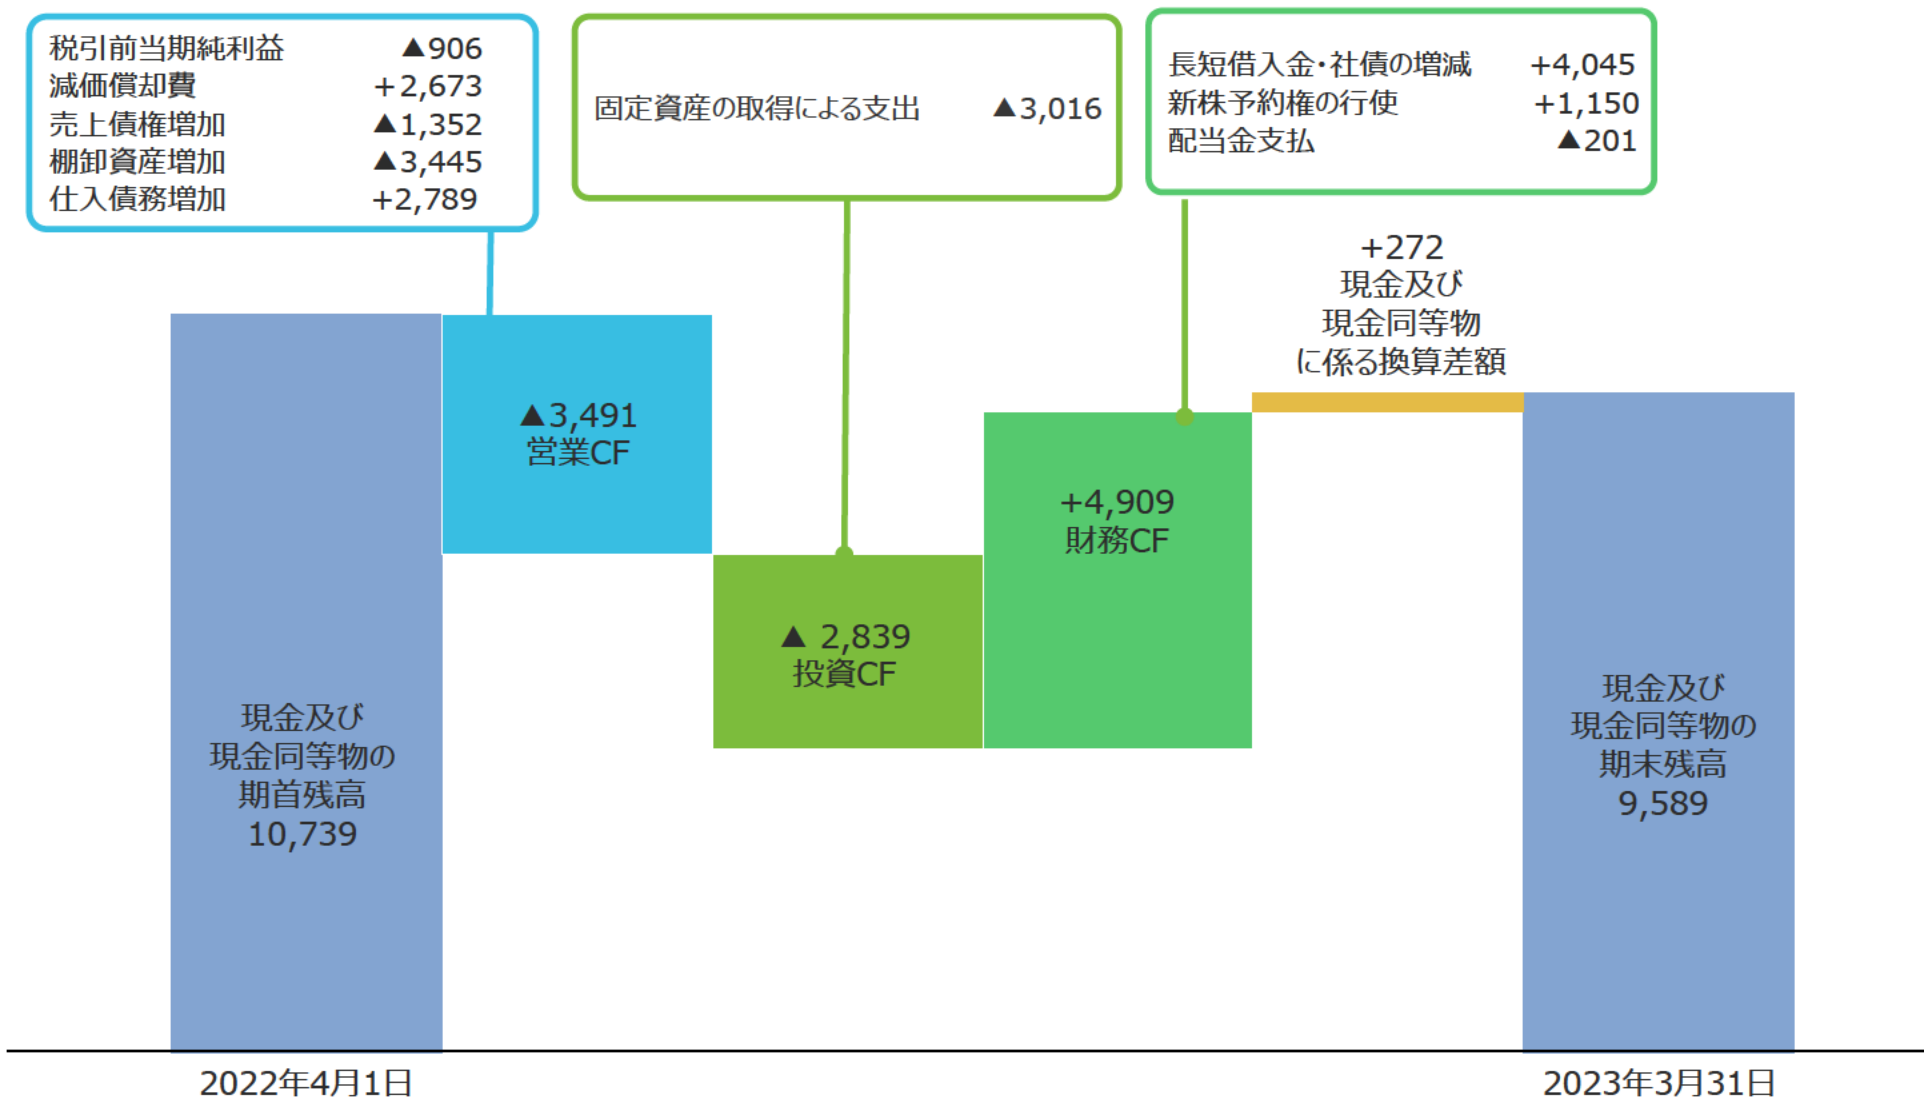 税引前当期純利益 ▲906
減価償却費 +2,673
売上債権増加 ▲1,352
棚卸資産増加 ▲3,445
仕入債務増加 +2,789
固定資産の取得による支出 ▲3,016
長短借入金・社債の増減 +4,045
新株予約権の行使 +1,150
配当金支払 ▲201
+272
現金及び
現金同等物
に係る換算差額
▲3,491
営業CF
▲ 2,839
投資CF
+4,909
財務CF
現金及び
現金同等物の
期首残高
10,739
現金及び
現金同等物の
期末残高
9,589
2022年4月1日
2023年3月31日